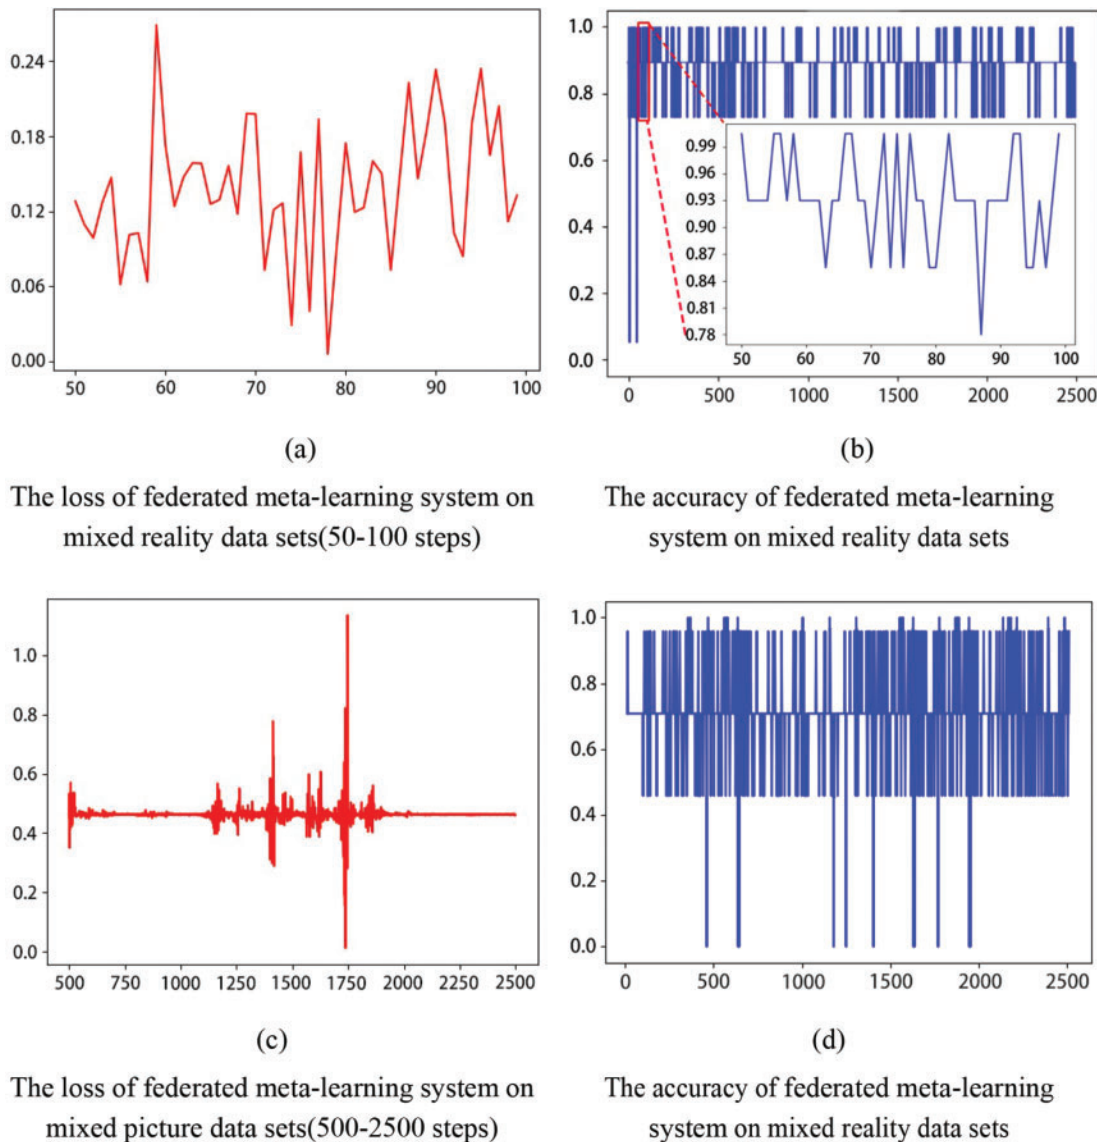 0.24
0.18
0.12
0.06
0.00
50 60 70 80 90 100
(a)
The loss of federated meta-learning system on
mixed reality data sets(50-100 steps)
1.0
0.8
0.6
0.4
0.2
0.0
0.99
0.96
0.93
0.90
0.87
0.84
0.81
0.78
50 60 70 80 90 100
0 500 1000 1500 2000 2500
(b)
The accuracy of federated meta-learning
system on mixed reality data sets
1.0
0.8
0.6
0.4
0.2
0.0
500 750 1000 1250 1500 1750 2000 2250 2500
(c)
The loss of federated meta-learning system on
mixed picture data sets(500-2500 steps)
1.0
0.8
0.6
0.4
0.2
0.0
0 500 1000 1500 2000 2500
(d)
The accuracy of federated meta-learning
system on mixed reality data sets